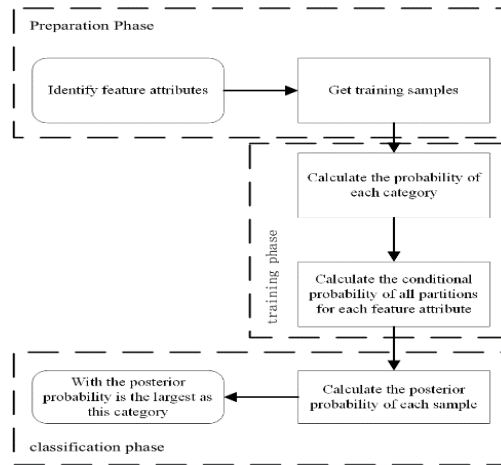 Preparation Phase
Identify feature attributes
Get training samples
training phase
Calculate the probability of
each category
Calculate the conditional
probability of all partitions
for each feature attribute
With the posterior
probability is the largest as
this category
Calculate the posterior
probability of each sample
classification phase